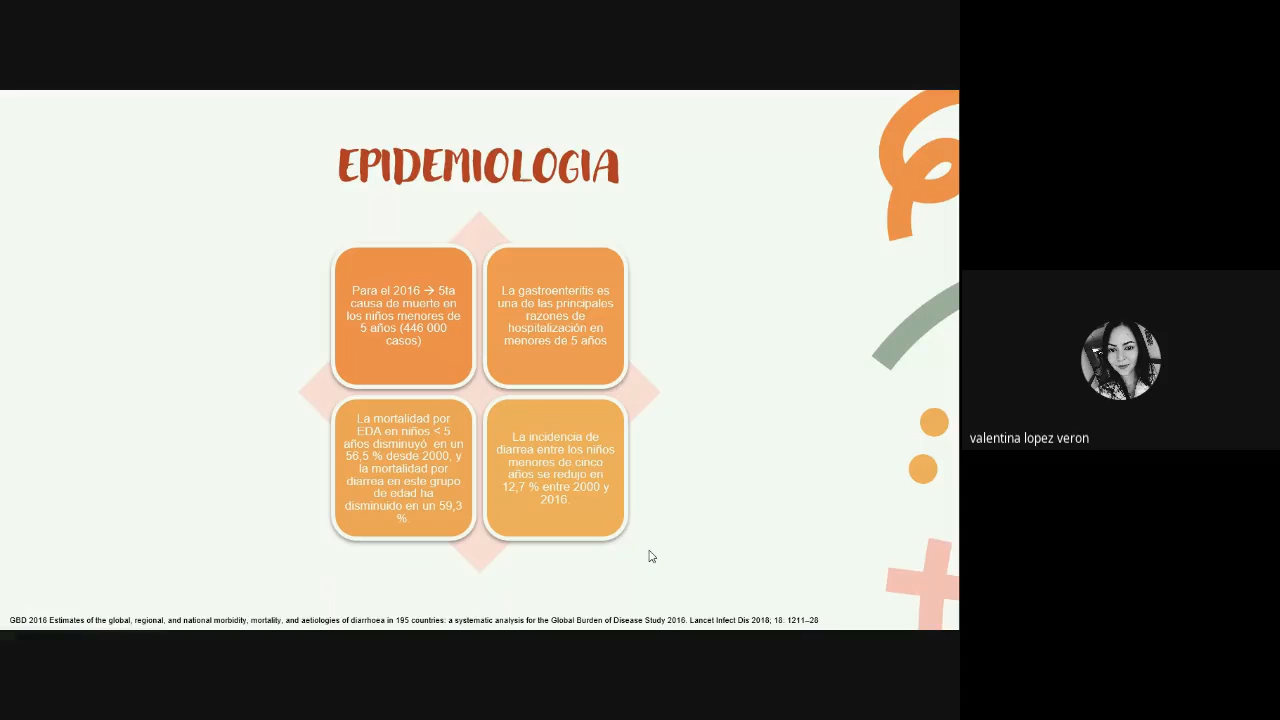 EPIDEMIOLOGIA
Para el 2016 → 5ta
causa de muerte en
los niños menores de
5 años (446 000
casos)
La gastroenteritis es
una de las principales
razones de
hospitalización en
menores de 5 años
La mortalidad por
EDA en niños < 5
años disminuyó en un
56,5 % desde 2000, y
la mortalidad por
diarrea en este grupo
de edad ha
disminuido en un 59,3
%.
La incidencia de
diarrea entre los niños
menores de cinco
años se redujo en
12,7 % entre 2000 y
2016.
GBD 2016 Estimates of the global, regional, and national morbidity, mortality, and aetiologies of diarrhoea in 195 countries: a systematic analysis for the Global Burden of Disease Study 2016. Lancet Infect Dis 2018; 18: 1211–28
valentina lopez veron